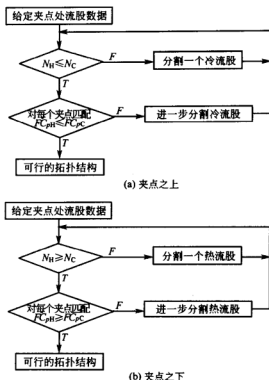 给定夹点处流股数据
N_H≤N_C
F
分割一个冷流股
T
对每个夹点匹配
FC_pH≤FC_pC
F
进一步分割冷流股
T
可行的拓扑结构
(a) 夹点之上
给定夹点处流股数据
N_H≥N_C
F
分割一个热流股
T
对每个夹点匹配
FC_pH≥FC_pC
F
进一步分割热流股
T
可行的拓扑结构
(b) 夹点之下